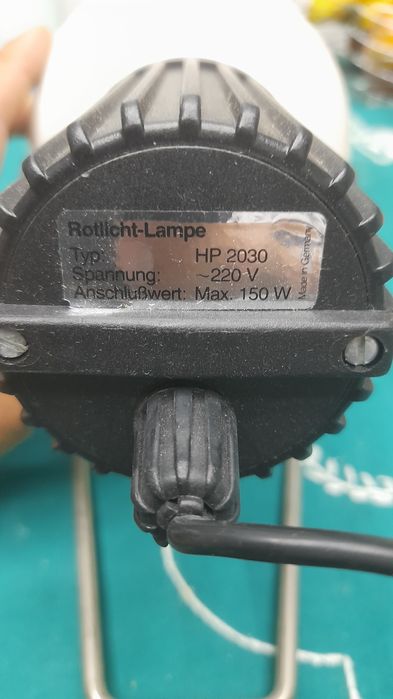 Rotlicht-Lampe
Typ: HP 2030
Spannung: ~220 V
Anschlußwert: Max. 150 W
Made in Germany